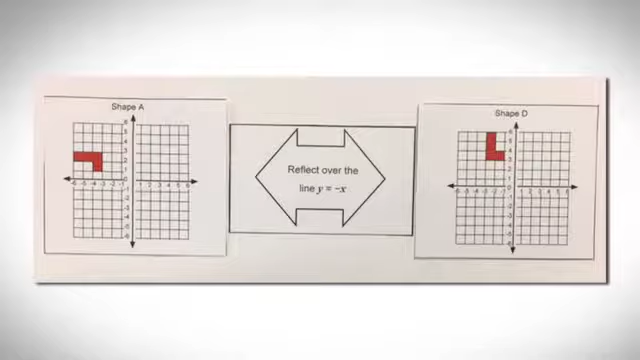 Shape A
Reflect over the
line y = −x
Shape D